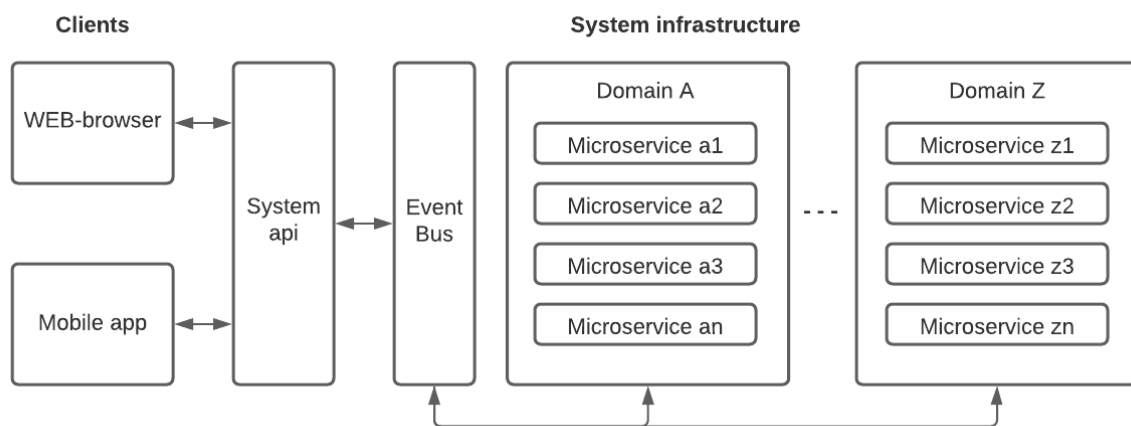 Clients
System infrastructure
WEB-browser
Mobile app
System
api
Event
Bus
Domain A
Microservice a1
Microservice a2
Microservice a3
Microservice an
- - -
Domain Z
Microservice z1
Microservice z2
Microservice z3
Microservice zn